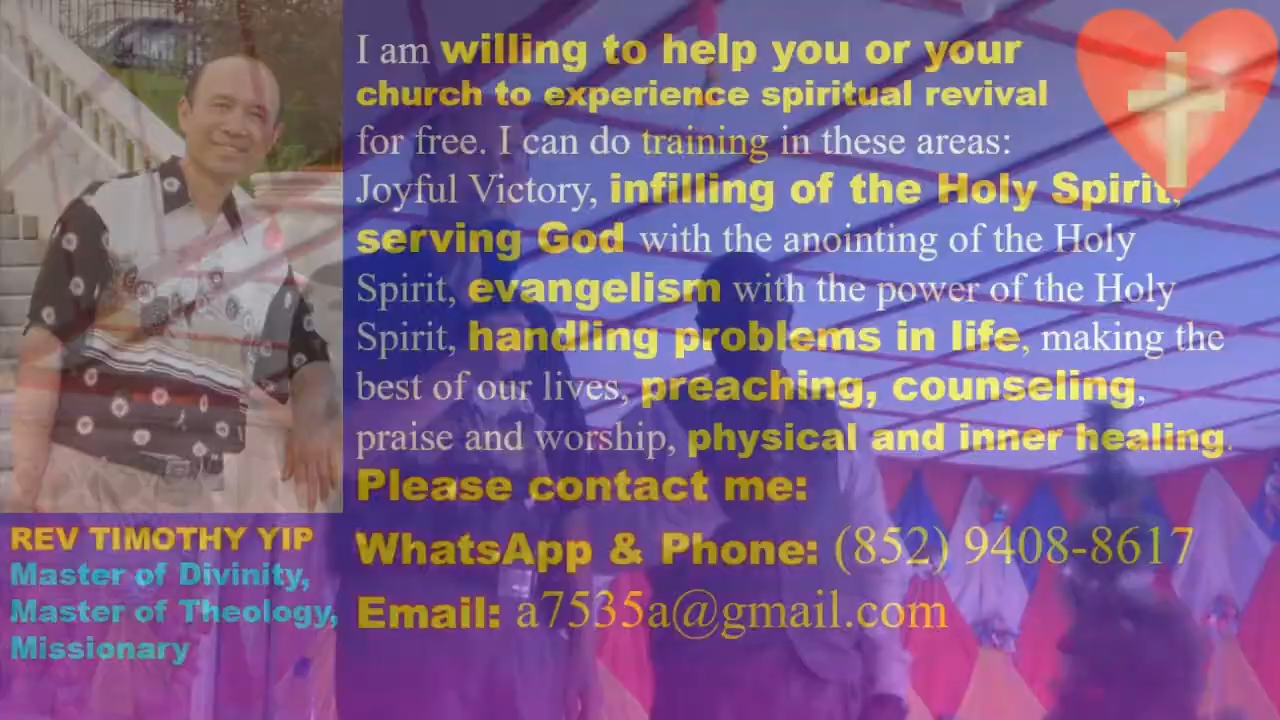 I am willing to help you or your
church to experience spiritual revival
for free. I can do training in these areas:
Joyful Victory, infilling of the Holy Spirit,
serving God with the anointing of the Holy
Spirit, evangelism with the power of the Holy
Spirit, handling problems in life, making the
best of our lives, preaching, counseling,
praise and worship, physical and inner healing.
Please contact me:
WhatsApp & Phone: (852) 9408-8617
Email: a7535a@gmail.com
REV TIMOTHY YIP
Master of Divinity,
Master of Theology,
Missionary